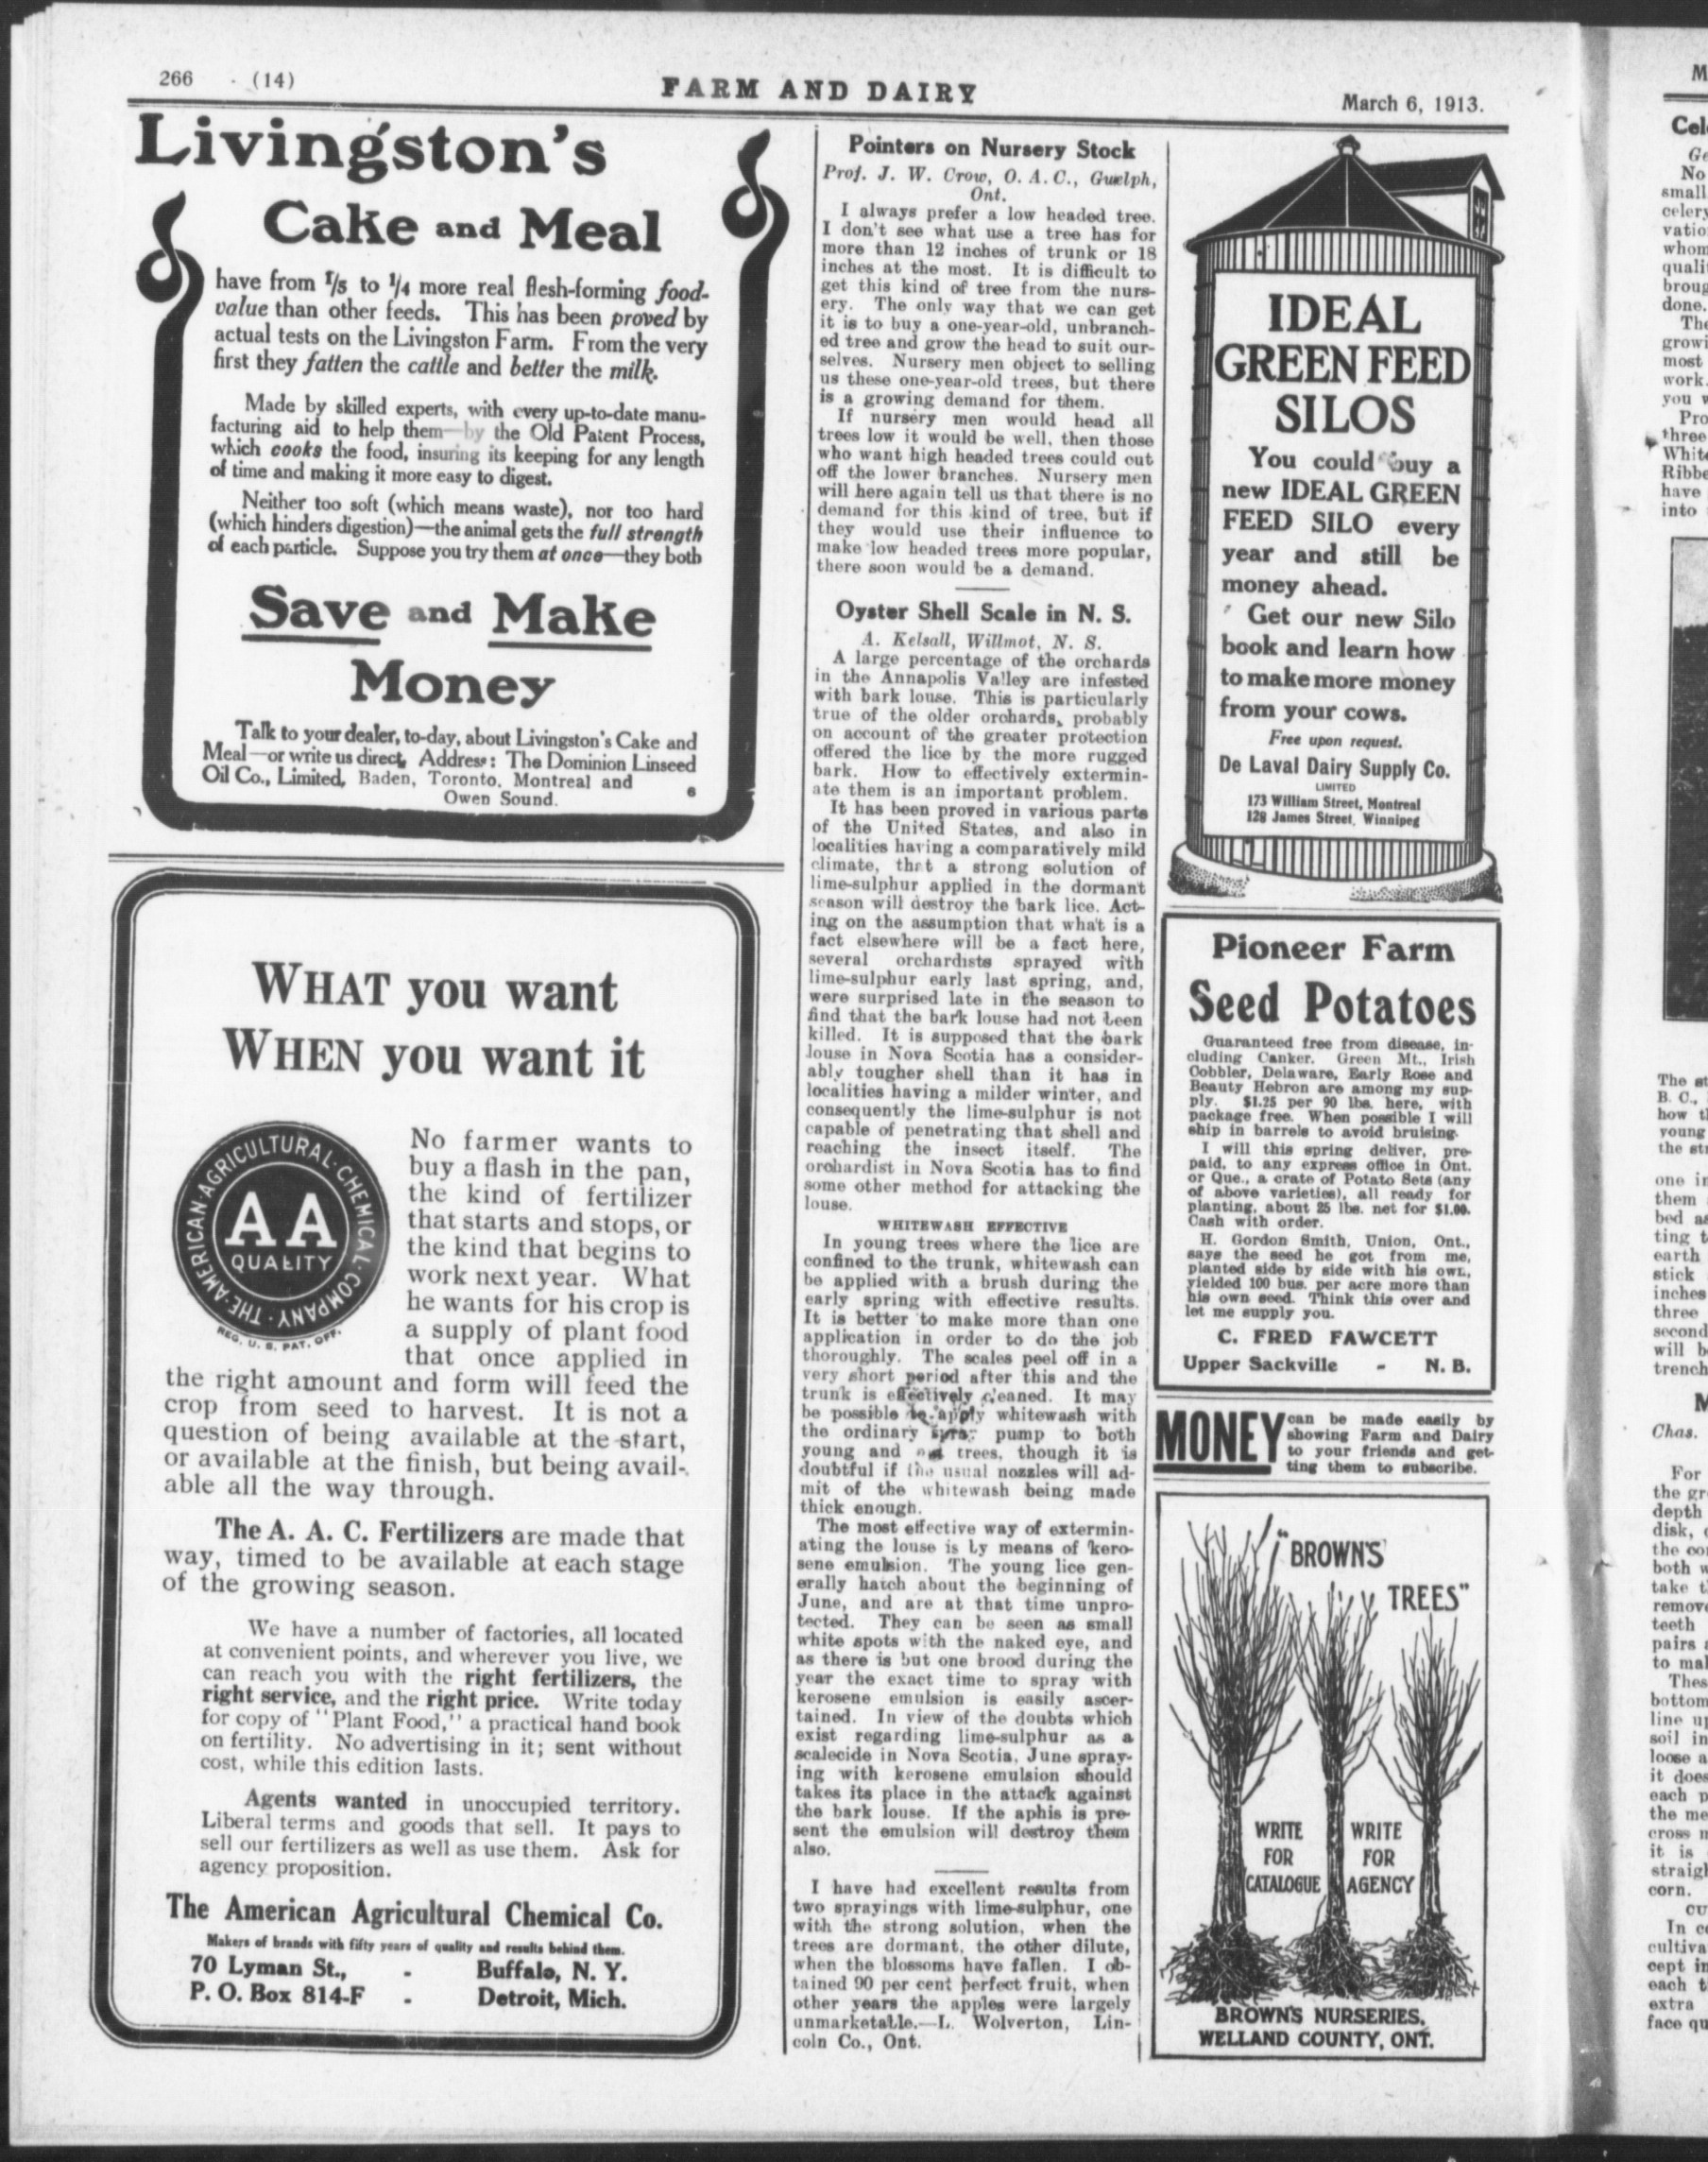 266 (14)
FARM AND DAIRY
March 6, 1913.
Livingston's
Cake and Meal
have from 1/5 to 1/4 more real flesh-forming food-
value than other feeds. This has been proved by
actual tests on the Livingston Farm. From the very
first they fatten the cattle and better the milk.
Made by skilled experts, with every up-to-date manu-
facturing aid to help them—by the Old Patent Process,
which cooks the food, insuring its keeping for any length
of time and making it more easy to digest.
Neither too soft (which means waste), nor too hard
(which hinders digestion)—the animal gets the full strength
of each particle. Suppose you try them at once—they both
Save and Make
Money
Talk to your dealer, to-day, about Livingston's Cake and
Meal—or write us direct, Address: The Dominion Linseed
Oil Co., Limited, Baden, Toronto, Montreal and
Owen Sound. 6
WHAT you want
WHEN you want it
THE · AMERICAN · AGRICULTURAL · CHEMICAL · COMPANY ·
AA
QUALITY
REG. U. S. PAT. OFF.
No farmer wants to
buy a flash in the pan,
the kind of fertilizer
that starts and stops, or
the kind that begins to
work next year. What
he wants for his crop is
a supply of plant food
that once applied in
the right amount and form will feed the
crop from seed to harvest. It is not a
question of being available at the start,
or available at the finish, but being avail-
able all the way through.
The A. A. C. Fertilizers are made that
way, timed to be available at each stage
of the growing season.
We have a number of factories, all located
at convenient points, and wherever you live, we
can reach you with the right fertilizers, the
right service, and the right price. Write today
for copy of "Plant Food," a practical hand book
on fertility. No advertising in it; sent without
cost, while this edition lasts.
Agents wanted in unoccupied territory.
Liberal terms and goods that sell. It pays to
sell our fertilizers as well as use them. Ask for
agency proposition.
The American Agricultural Chemical Co.
Makers of brands with fifty years of quality and results behind them.
70 Lyman St., - Buffalo, N. Y.
P. O. Box 814-F - Detroit, Mich.
Pointers on Nursery Stock
Prof. J. W. Crow, O. A. C., Guelph,
Ont.
I always prefer a low headed tree.
I don't see what use a tree has for
more than 12 inches of trunk or 18
inches at the most. It is difficult to
get this kind of tree from the nurs-
ery. The only way that we can get
it is to buy a one-year-old, unbranch-
ed tree and grow the head to suit our-
selves. Nursery men object to selling
us these one-year-old trees, but there
is a growing demand for them.
If nursery men would head all
trees low it would be well, then those
who want high headed trees could cut
off the lower branches. Nursery men
will here again tell us that there is no
demand for this kind of tree, but if
they would use their influence to
make low headed trees more popular,
there soon would be a demand.
Oyster Shell Scale in N. S.
A. Kelsall, Willmot, N. S.
A large percentage of the orchards
in the Annapolis Valley are infested
with bark louse. This is particularly
true of the older orchards, probably
on account of the greater protection
offered the lice by the more rugged
bark. How to effectively extermin-
ate them is an important problem.
It has been proved in various parts
of the United States, and also in
localities having a comparatively mild
climate, that a strong solution of
lime-sulphur applied in the dormant
season will destroy the bark lice. Act-
ing on the assumption that what is a
fact elsewhere will be a fact here,
several orchardists sprayed with
lime-sulphur early last spring, and,
were surprised late in the season to
find that the bark louse had not been
killed. It is supposed that the bark
louse in Nova Scotia has a consider-
ably tougher shell than it has in
localities having a milder winter, and
consequently the lime-sulphur is not
capable of penetrating that shell and
reaching the insect itself. The
orchardist in Nova Scotia has to find
some other method for attacking the
louse.
WHITEWASH EFFECTIVE
In young trees where the lice are
confined to the trunk, whitewash can
be applied with a brush during the
early spring with effective results.
It is better to make more than one
application in order to do the job
thoroughly. The scales peel off in a
very short period after this and the
trunk is effectively cleaned. It may
be possible to apply whitewash with
the ordinary spray pump to both
young and old trees, though it is
doubtful if the usual nozzles will ad-
mit of the whitewash being made
thick enough.
The most effective way of extermin-
ating the louse is by means of kero-
sene emulsion. The young lice gen-
erally hatch about the beginning of
June, and are at that time unpro-
tected. They can be seen as small
white spots with the naked eye, and
as there is but one brood during the
year the exact time to spray with
kerosene emulsion is easily ascer-
tained. In view of the doubts which
exist regarding lime-sulphur as a
scalecide in Nova Scotia, June spray-
ing with kerosene emulsion should
takes its place in the attack against
the bark louse. If the aphis is pre-
sent the emulsion will destroy them
also.
I have had excellent results from
two sprayings with lime-sulphur, one
with the strong solution, when the
trees are dormant, the other dilute,
when the blossoms have fallen. I ob-
tained 90 per cent perfect fruit, when
other years the apples were largely
unmarketable.—L. Wolverton, Lin-
coln Co., Ont.
IDEAL
GREEN FEED
SILOS
You could buy a
new IDEAL GREEN
FEED SILO every
year and still be
money ahead.
Get our new Silo
book and learn how
to make more money
from your cows.
Free upon request.
De Laval Dairy Supply Co.
LIMITED
173 William Street, Montreal
128 James Street, Winnipeg
Pioneer Farm
Seed Potatoes
Guaranteed free from disease, in-
cluding Canker. Green Mt., Irish
Cobbler, Delaware, Early Rose and
Beauty Hebron are among my sup-
ply. $1.25 per 90 lbs. here, with
package free. When possible I will
ship in barrels to avoid bruising.
I will this spring deliver, pre-
paid, to any express office in Ont.
or Que., a crate of Potato Sets (any
of above varieties), all ready for
planting, about 25 lbs. net for $1.00.
Cash with order.
H. Gordon Smith, Union, Ont.,
says the seed he got from me,
planted side by side with his own,
yielded 100 bus. per acre more than
his own seed. Think this over and
let me supply you.
C. FRED FAWCETT
Upper Sackville - N. B.
MONEY can be made easily by
showing Farm and Dairy
to your friends and get-
ting them to subscribe.
"BROWN'S
TREES"
WRITE
FOR
CATALOGUE
WRITE
FOR
AGENCY
BROWN'S NURSERIES,
WELLAND COUNTY, ONT.